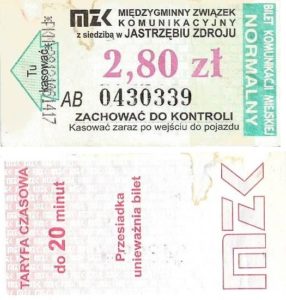 MZK MIĘDZYGMINNY ZWIĄZEK
KOMUNIKACYJNY
z siedzibą w JASTRZĘBIU ZDROJU
Tu
kasować
2,80 zł
AB 0430339
ZACHOWAĆ DO KONTROLI
Kasować zaraz po wejściu do pojazdu
BILET KOMUNIKACJI MIEJSKIEJ
NORMALNY
TARYFA CZASOWA
do 20 minut
Przesiadka
unieważnia bilet
MZK